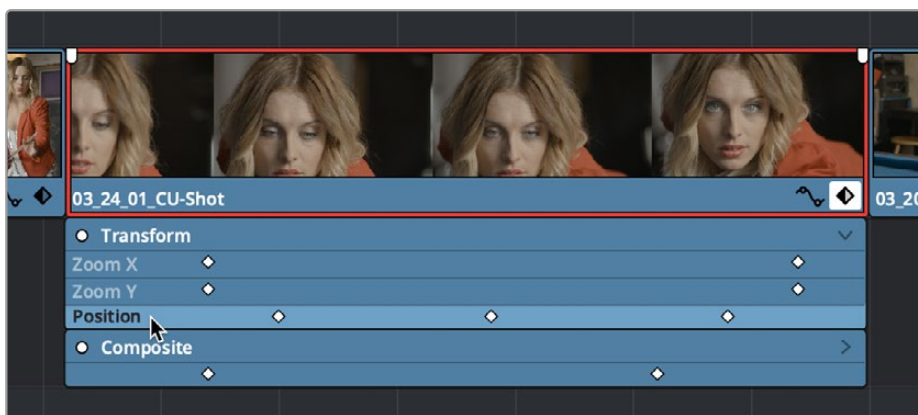 03_24_01_CU-Shot
03_20
Transform
Zoom X
Zoom Y
Position
Composite